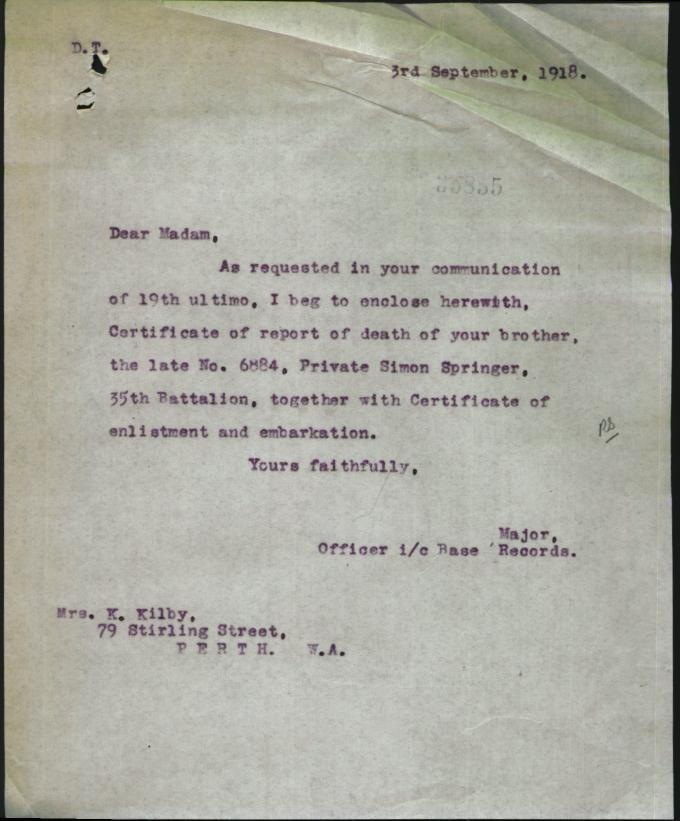 D.T.
3rd September, 1918.
Dear Madam,
As requested in your communication
of 19th ultimo, I beg to enclose herewith,
Certificate of report of death of your brother,
the late No. 6884, Private Simon Springer,
35th Battalion, together with Certificate of
enlistment and embarkation.
Yours faithfully,
Major,
Officer i/c Base Records.
Mrs. K. Kilby,
79 Stirling Street,
PERTH. W.A.